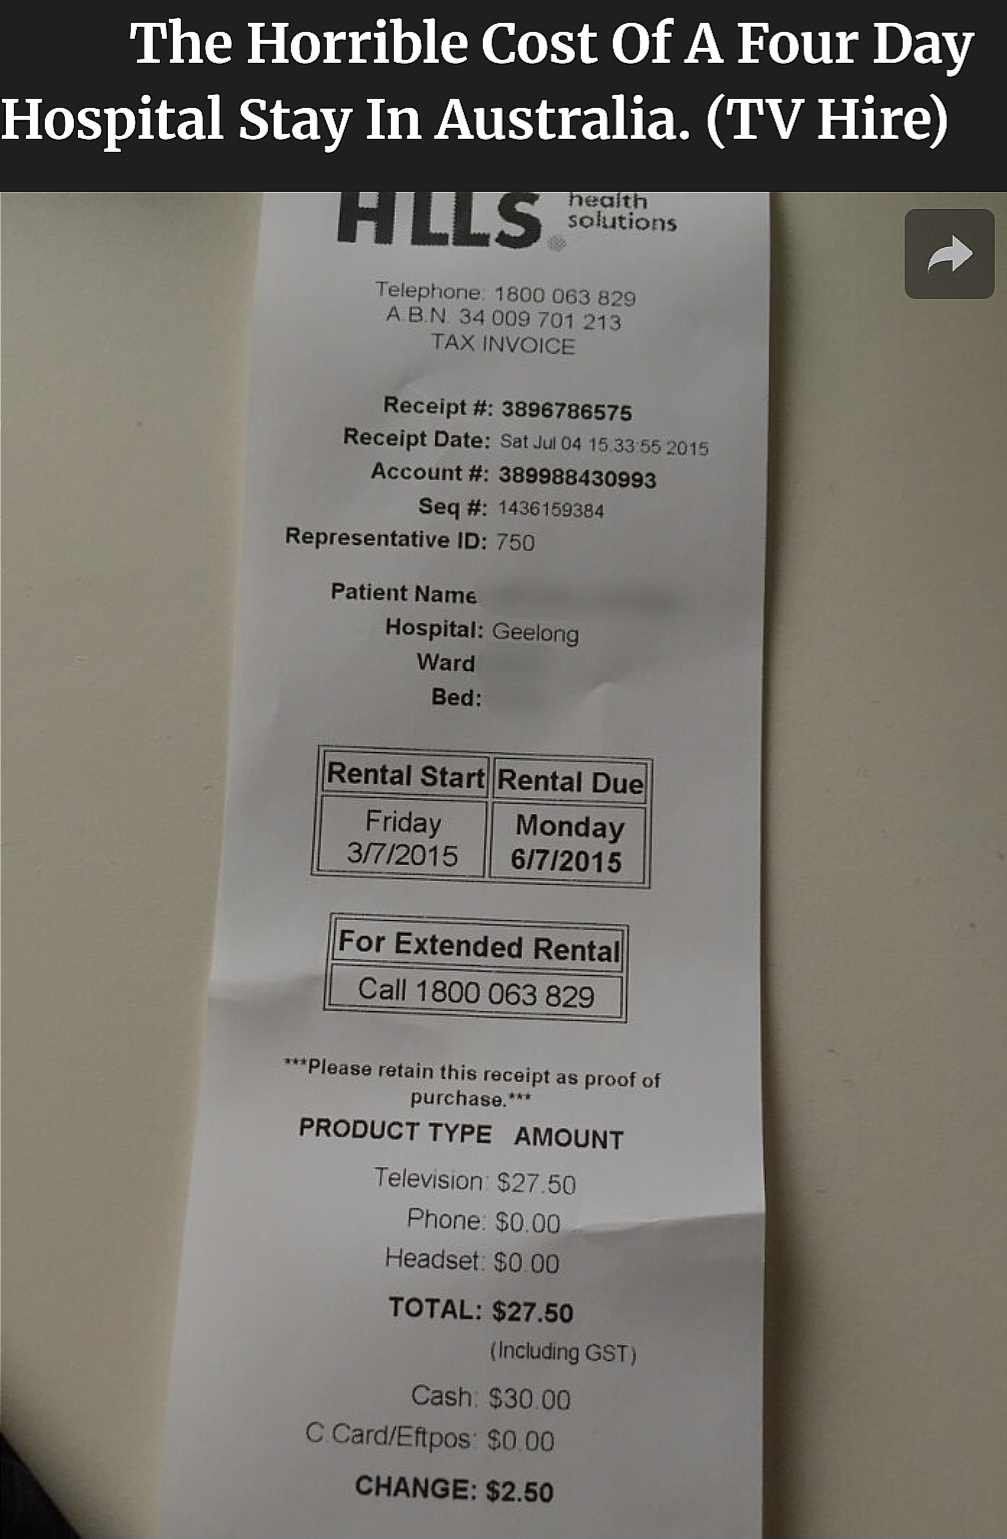 The Horrible Cost Of A Four Day
Hospital Stay In Australia. (TV Hire)
HLLS health
solutions
Telephone: 1800 063 829
A.B.N. 34 009 701 213
TAX INVOICE
Receipt #: 3896786575
Receipt Date: Sat Jul 04 15:33:55 2015
Account #: 389988430993
Seq #: 1436159384
Representative ID: 750
Patient Name
Hospital: Geelong
Ward
Bed:
Rental Start Rental Due
Friday Monday
3/7/2015 6/7/2015
For Extended Rental
Call 1800 063 829
***Please retain this receipt as proof of
purchase.***
PRODUCT TYPE AMOUNT
Television: $27.50
Phone: $0.00
Headset: $0.00
TOTAL: $27.50
(Including GST)
Cash: $30.00
C.Card/Eftpos: $0.00
CHANGE: $2.50